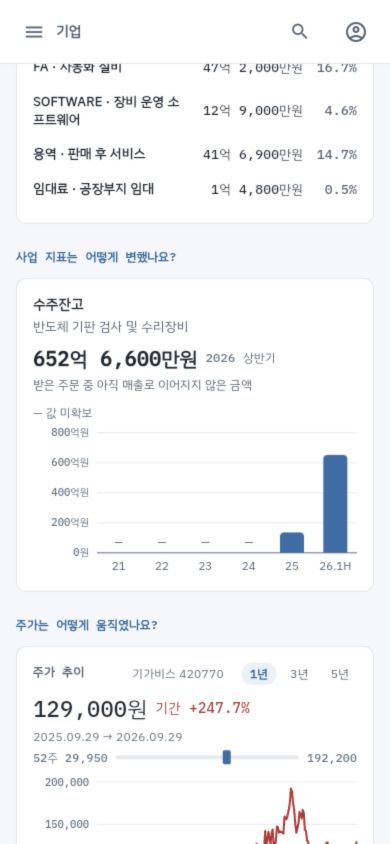 기업
FA · 자동화 설비 47억 2,000만원 16.7%
SOFTWARE · 장비 운영 소
프트웨어 12억 9,000만원 4.6%
용역 · 판매 후 서비스 41억 6,900만원 14.7%
임대료 · 공장부지 임대 1억 4,800만원 0.5%
사업 지표는 어떻게 변했나요?
수주잔고
반도체 기판 검사 및 수리장비
652억 6,600만원 2026 상반기
받은 주문 중 아직 매출로 이어지지 않은 금액
— 값 미확보
800억원
600억원
400억원
200억원
0원
— — — —
21 22 23 24 25 26.1H
주가는 어떻게 움직였나요?
주가 추이 기가비스 420770 1년 3년 5년
129,000원 기간 +247.7%
2025.09.29 → 2026.09.29
52주 29,950 192,200
200,000
150,000